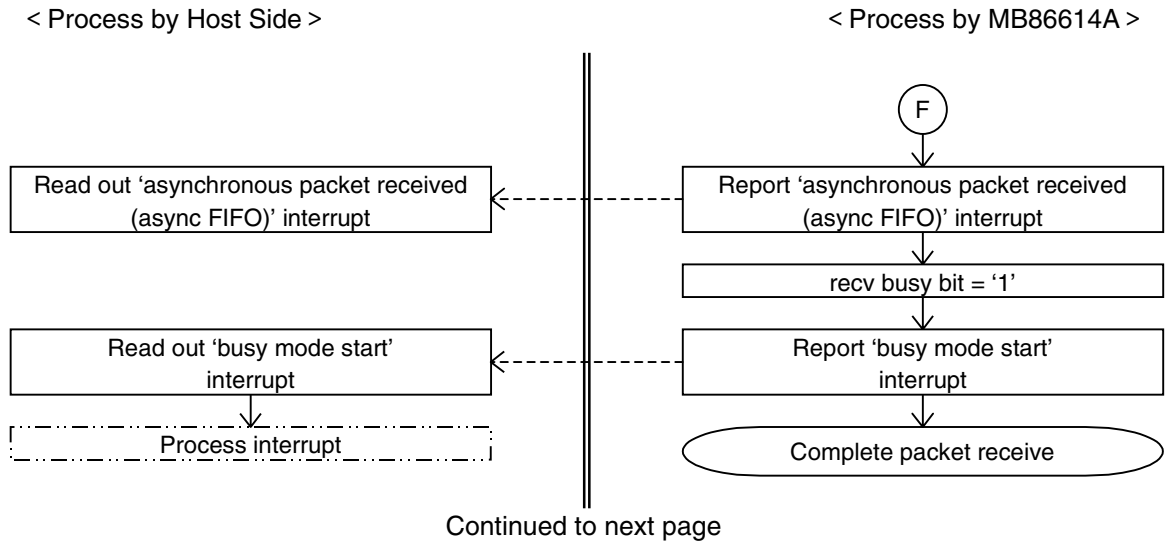 < Process by Host Side >
< Process by MB86614A >
F
Read out ‘asynchronous packet received
(async FIFO)’ interrupt
Report ‘asynchronous packet received
(async FIFO)’ interrupt
recv busy bit = ‘1’
Read out ‘busy mode start’
interrupt
Report ‘busy mode start’
interrupt
Process interrupt
Complete packet receive
Continued to next page